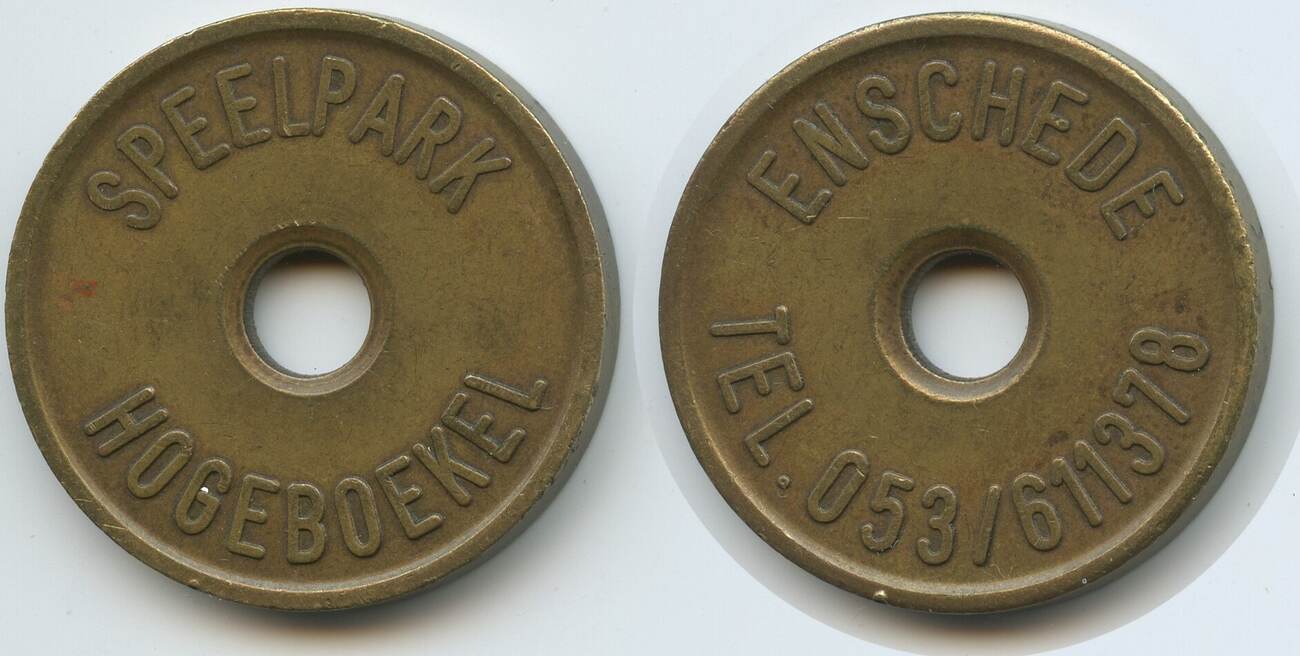 SPEELPARK
HOGEBOEKEL
ENSCHEDE
TEL. 053/611378